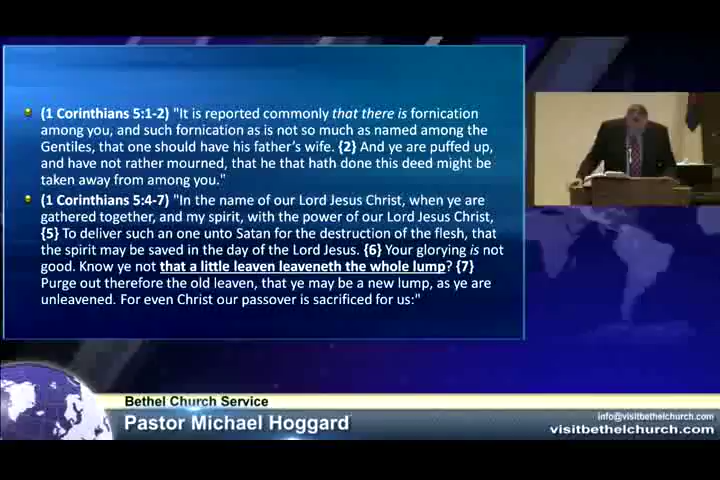 (1 Corinthians 5:1-2) "It is reported commonly that there is fornication
among you, and such fornication as is not so much as named among the
Gentiles, that one should have his father's wife. {2} And ye are puffed up,
and have not rather mourned, that he that hath done this deed might be
taken away from among you."
(1 Corinthians 5:4-7) "In the name of our Lord Jesus Christ, when ye are
gathered together, and my spirit, with the power of our Lord Jesus Christ,
{5} To deliver such an one unto Satan for the destruction of the flesh, that
the spirit may be saved in the day of the Lord Jesus. {6} Your glorying is not
good. Know ye not that a little leaven leaveneth the whole lump? {7}
Purge out therefore the old leaven, that ye may be a new lump, as ye are
unleavened. For even Christ our passover is sacrificed for us:"
Bethel Church Service
Pastor Michael Hoggard
info@visitbethelchurch.com
visitbethelchurch.com